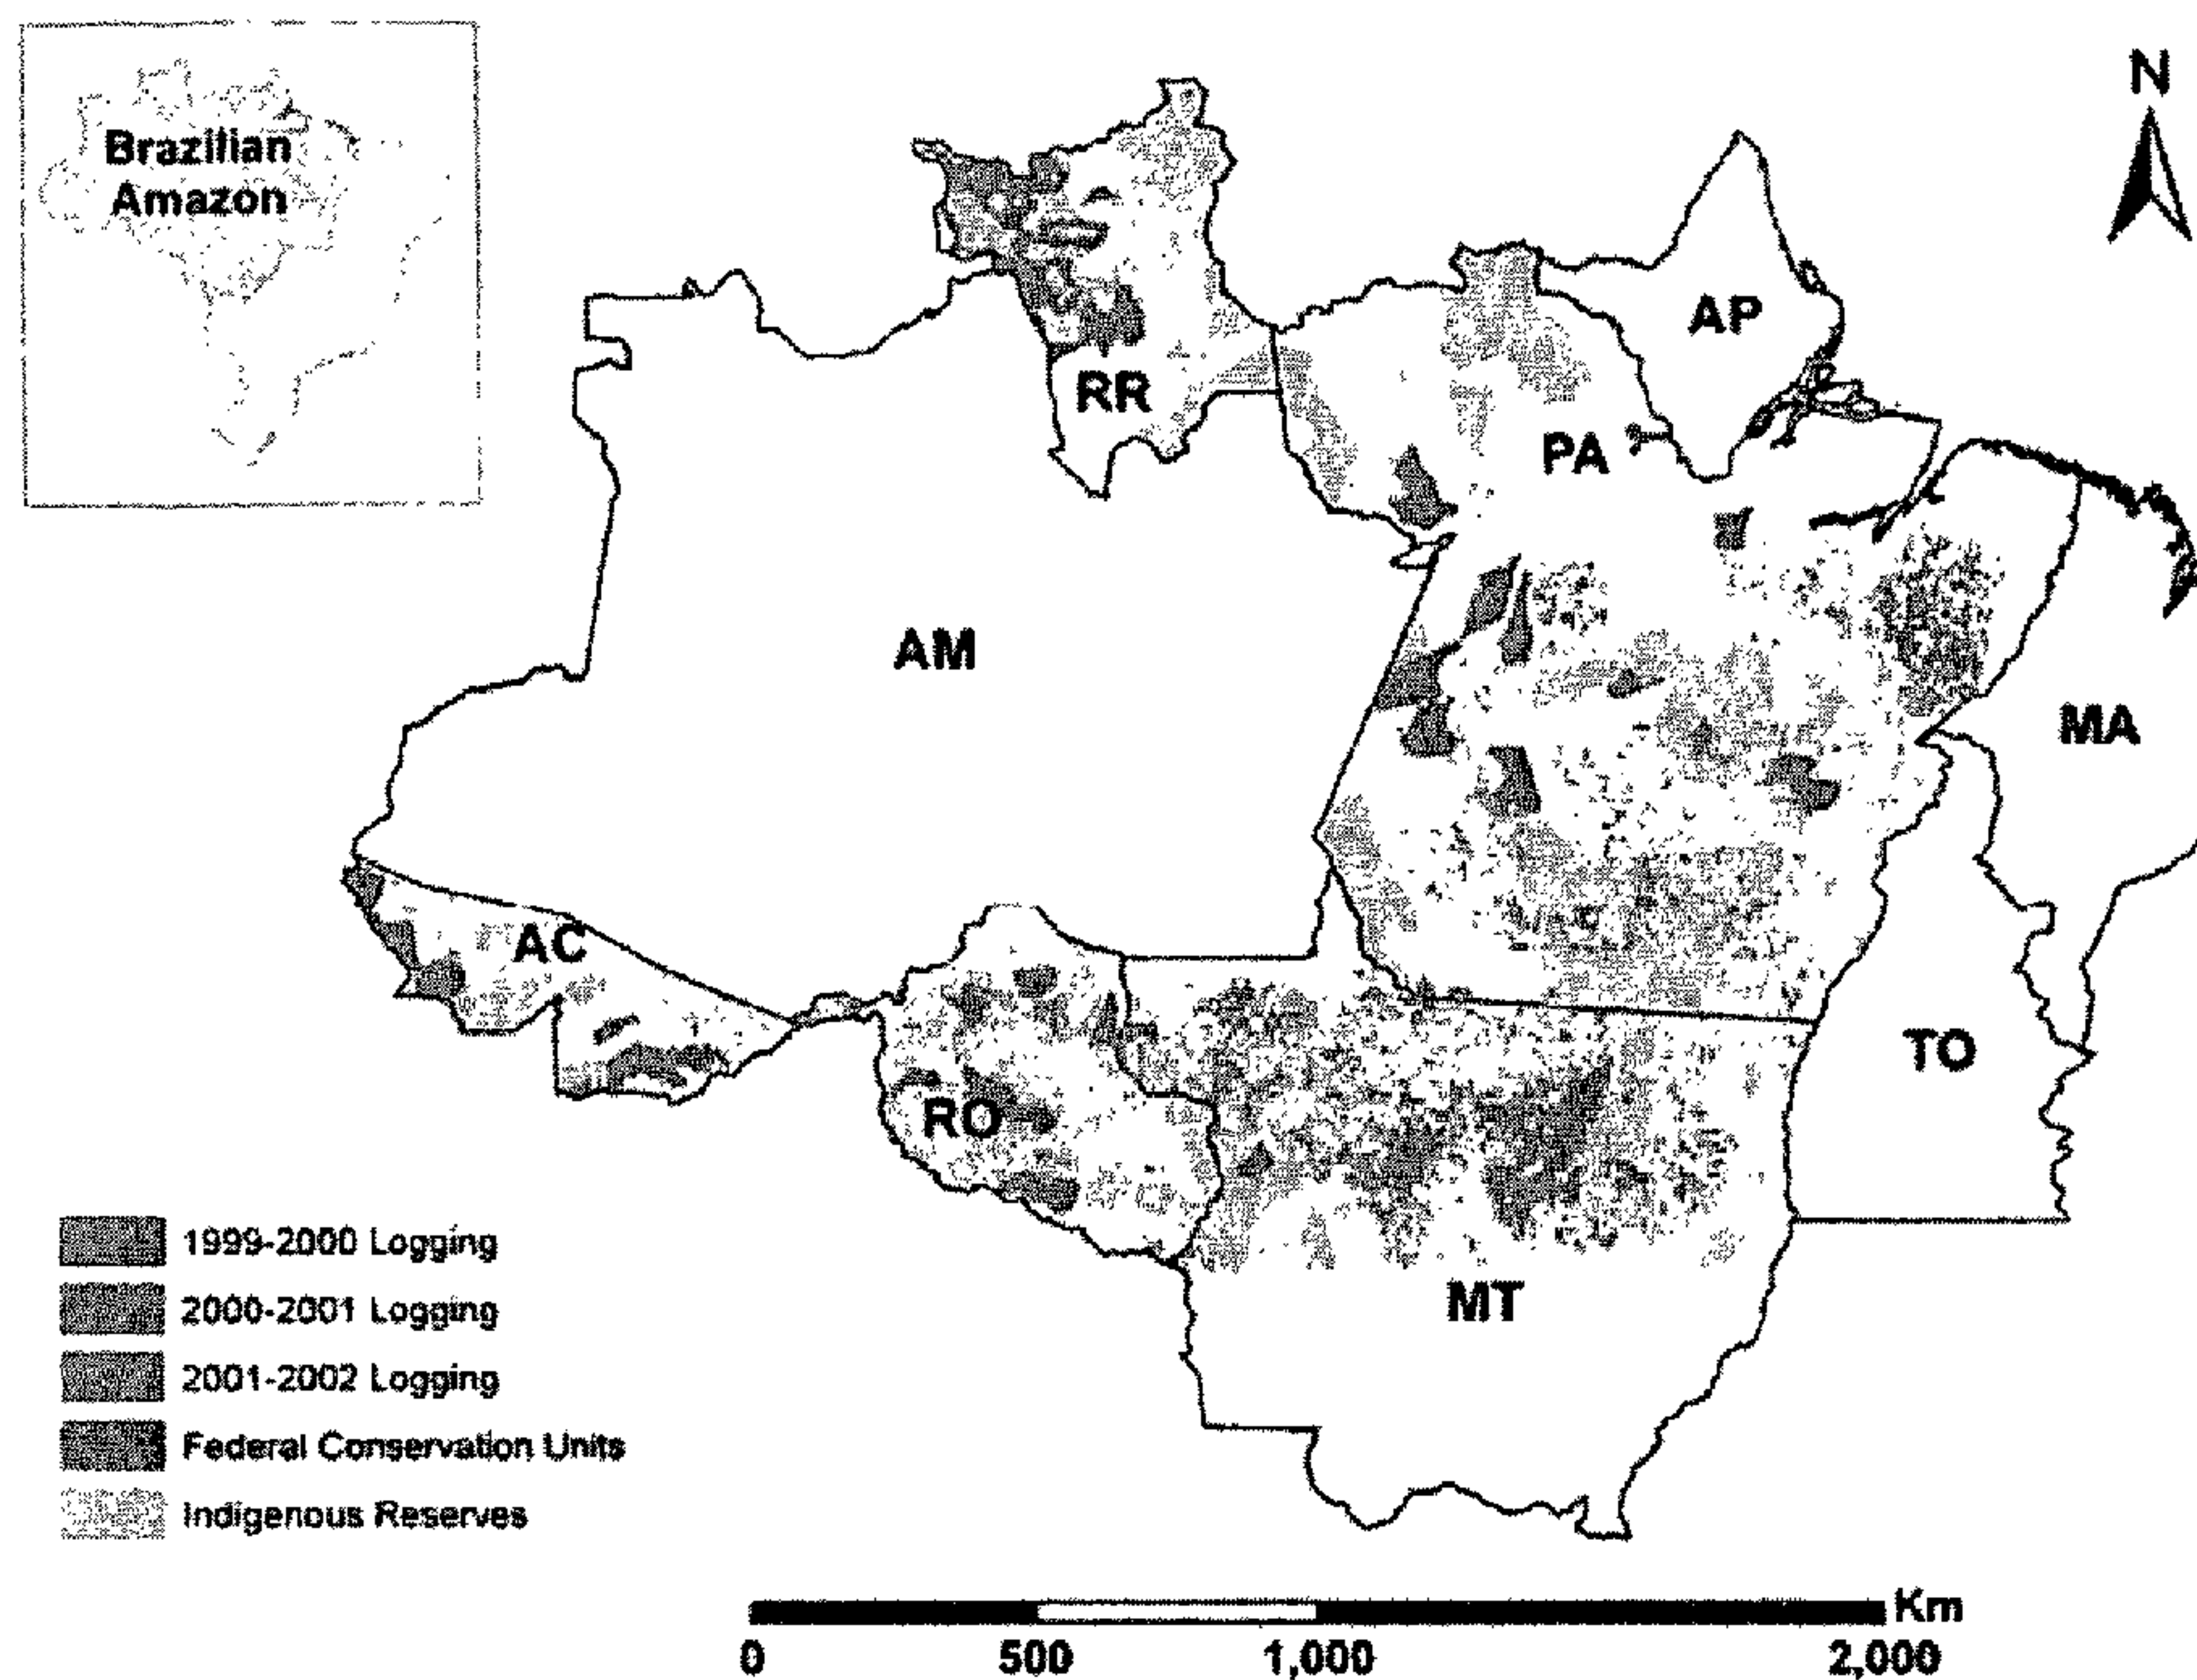 Brazilian
Amazon
N
AP
RR
PA
AM
MA
AC
TO
RO
MT
1999-2000 Logging
2000-2001 Logging
2001-2002 Logging
Federal Conservation Units
Indigenous Reserves
Km
0 500 1,000 2,000